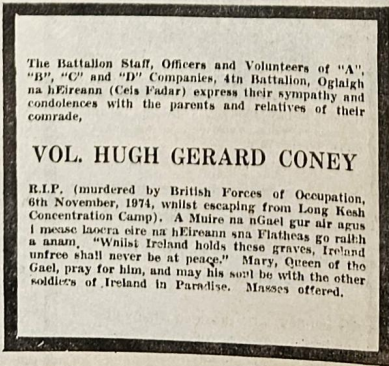 The Battalion Staff, Officers and Volunteers of "A",
"B", "C" and "D" Companies, 4tn Battalion, Oglaigh
na hEireann (Ceis Fadar) express their sympathy and
condolences with the parents and relatives of their
comrade,
VOL. HUGH GERARD CONEY
R.I.P. (murdered by British Forces of Occupation,
6th November, 1974, wnilst escaping from Long Kesh
Concentration Camp). A Muire na nGael gur air agus
i measc laocra eire na hEireann sna Flatheas go raibh
a anam. "Wnilst Ireland holds these graves, Ireland
unfree shall never be at peace." Mary, Queen of the
Gael, pray for him, and may his soul be with the other
soldiers of Ireland in Paradise. Masses offered.